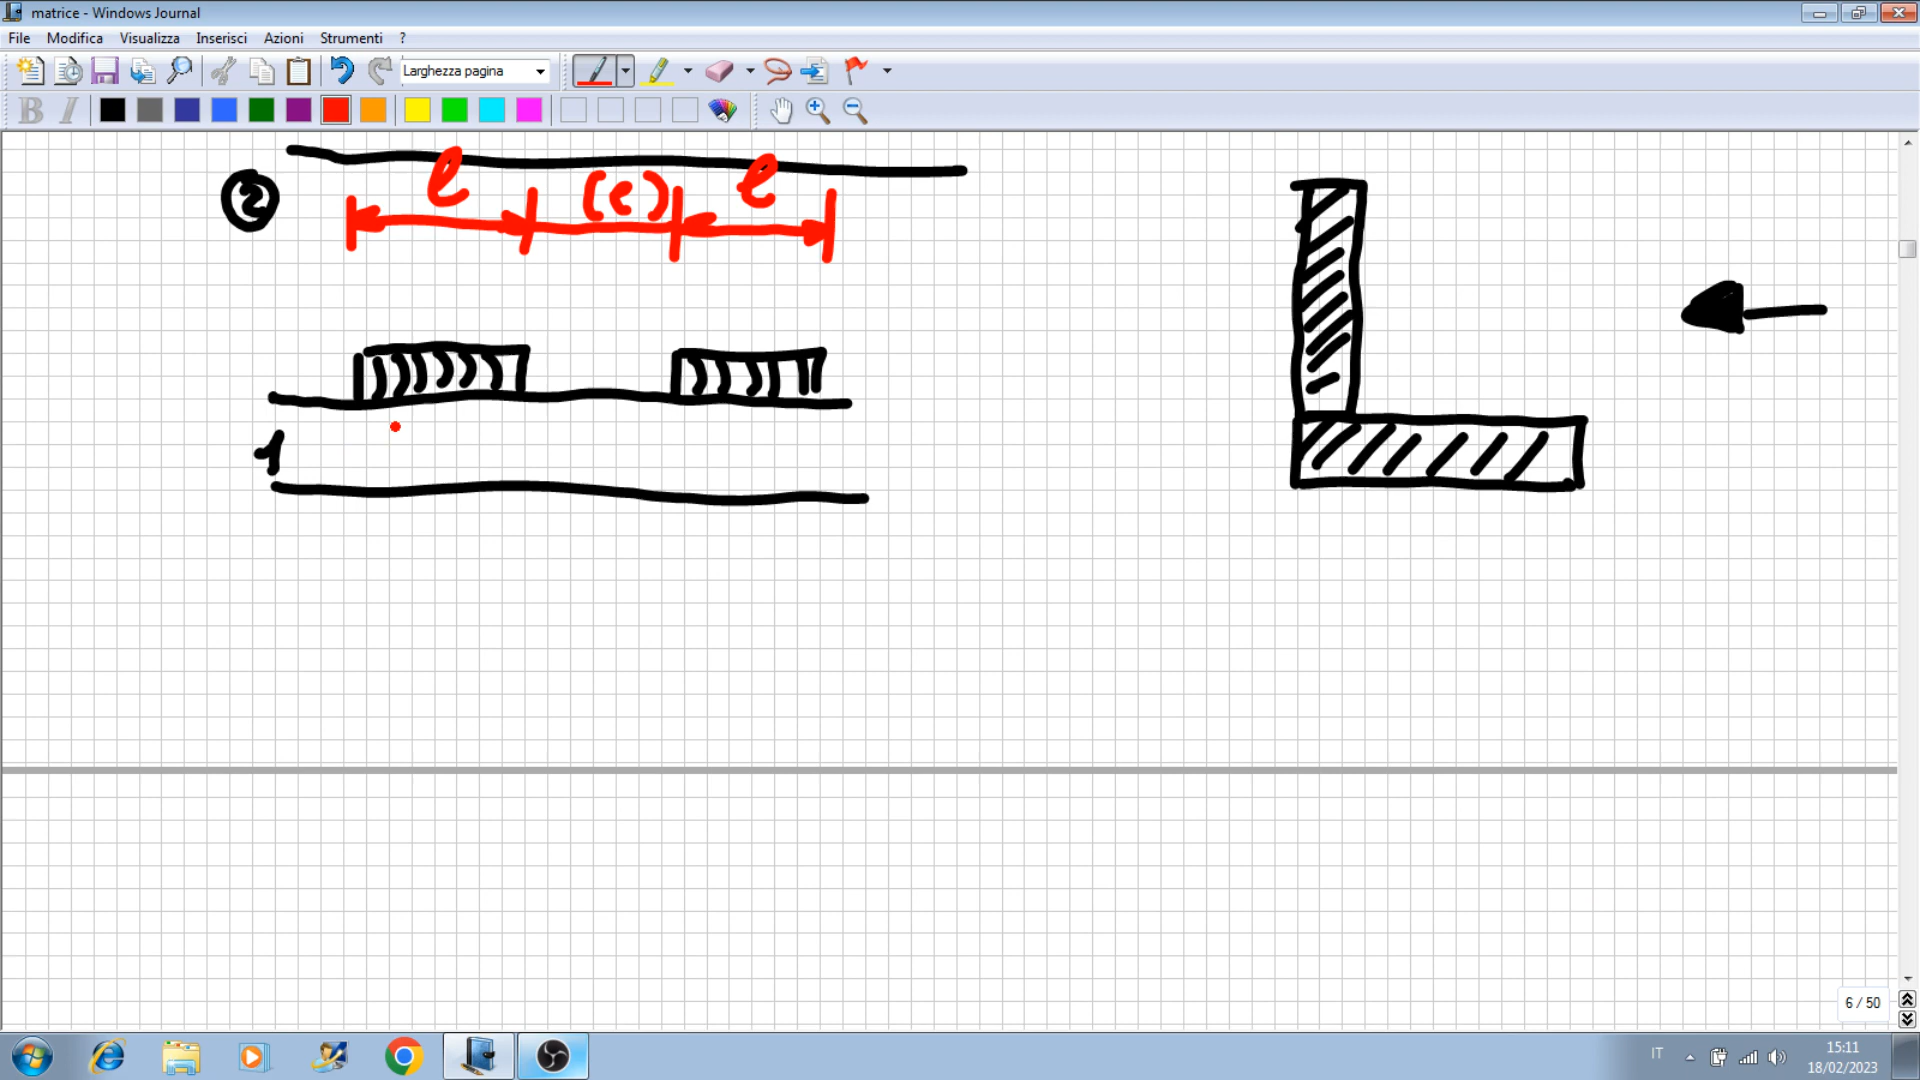 matrice - Windows Journal
File Modifica Visualizza Inserisci Azioni Strumenti ?
Larghezza pagina
B I
② l (e) l
1
6 / 50
IT 15:11
18/02/2023